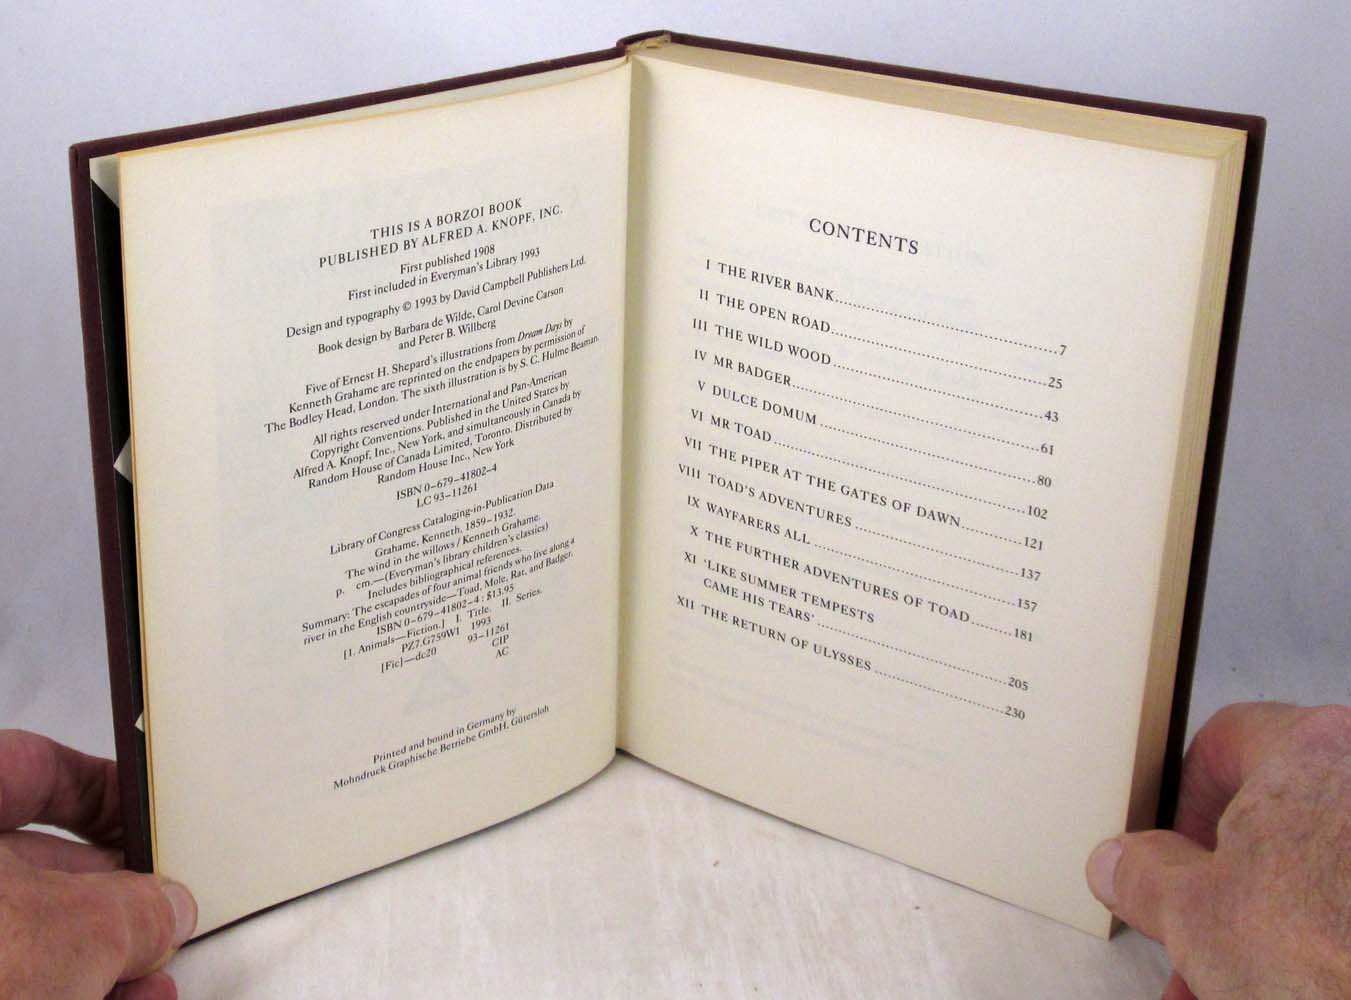 THIS IS A BORZOI BOOK
PUBLISHED BY ALFRED A. KNOPF, INC.
First published 1908
First included in Everyman's Library 1993
Design and typography © 1993 by David Campbell Publishers Ltd.
Book design by Barbara de Wilde, Carol Devine Carson
and Peter B. Willberg
Five of Ernest H. Shepard's illustrations from Dream Days by
Kenneth Grahame are reprinted on the endpapers by permission of
The Bodley Head, London. The sixth illustration is by S. C. Hulme Beaman.
All rights reserved under International and Pan-American
Copyright Conventions. Published in the United States by
Alfred A. Knopf, Inc., New York, and simultaneously in Canada by
Random House of Canada Limited, Toronto. Distributed by
Random House Inc., New York
ISBN 0-679-41802-4
LC 93-11261
Library of Congress Cataloging-in-Publication Data
Grahame, Kenneth, 1859-1932.
The wind in the willows / Kenneth Grahame.
p. cm.—(Everyman's library children's classics)
Includes bibliographical references.
Summary: The escapades of four animal friends who live along a
river in the English countryside—Toad, Mole, Rat, and Badger.
ISBN 0-679-41802-4 : $13.95
[1. Animals—Fiction.] I. Title. II. Series.
PZ7.G759W1 1993
[Fic]—dc20 93-11261
CIP
AC
Printed and bound in Germany by
Mohndruck Graphische Betriebe GmbH, Gütersloh
CONTENTS
I THE RIVER BANK 7
II THE OPEN ROAD 25
III THE WILD WOOD 43
IV MR BADGER 61
V DULCE DOMUM 80
VI MR TOAD 102
VII THE PIPER AT THE GATES OF DAWN 121
VIII TOAD'S ADVENTURES 137
IX WAYFARERS ALL 157
X THE FURTHER ADVENTURES OF TOAD 181
XI 'LIKE SUMMER TEMPESTS
CAME HIS TEARS' 205
XII THE RETURN OF ULYSSES 230